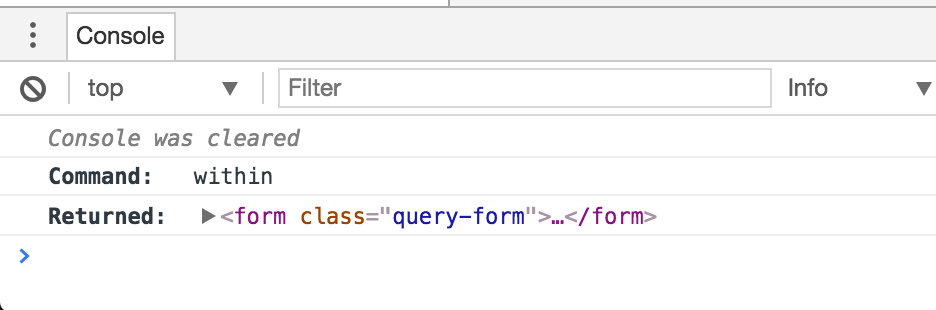 Console
top Filter Info
Console was cleared
Command: within
Returned: <form class="query-form">…</form>